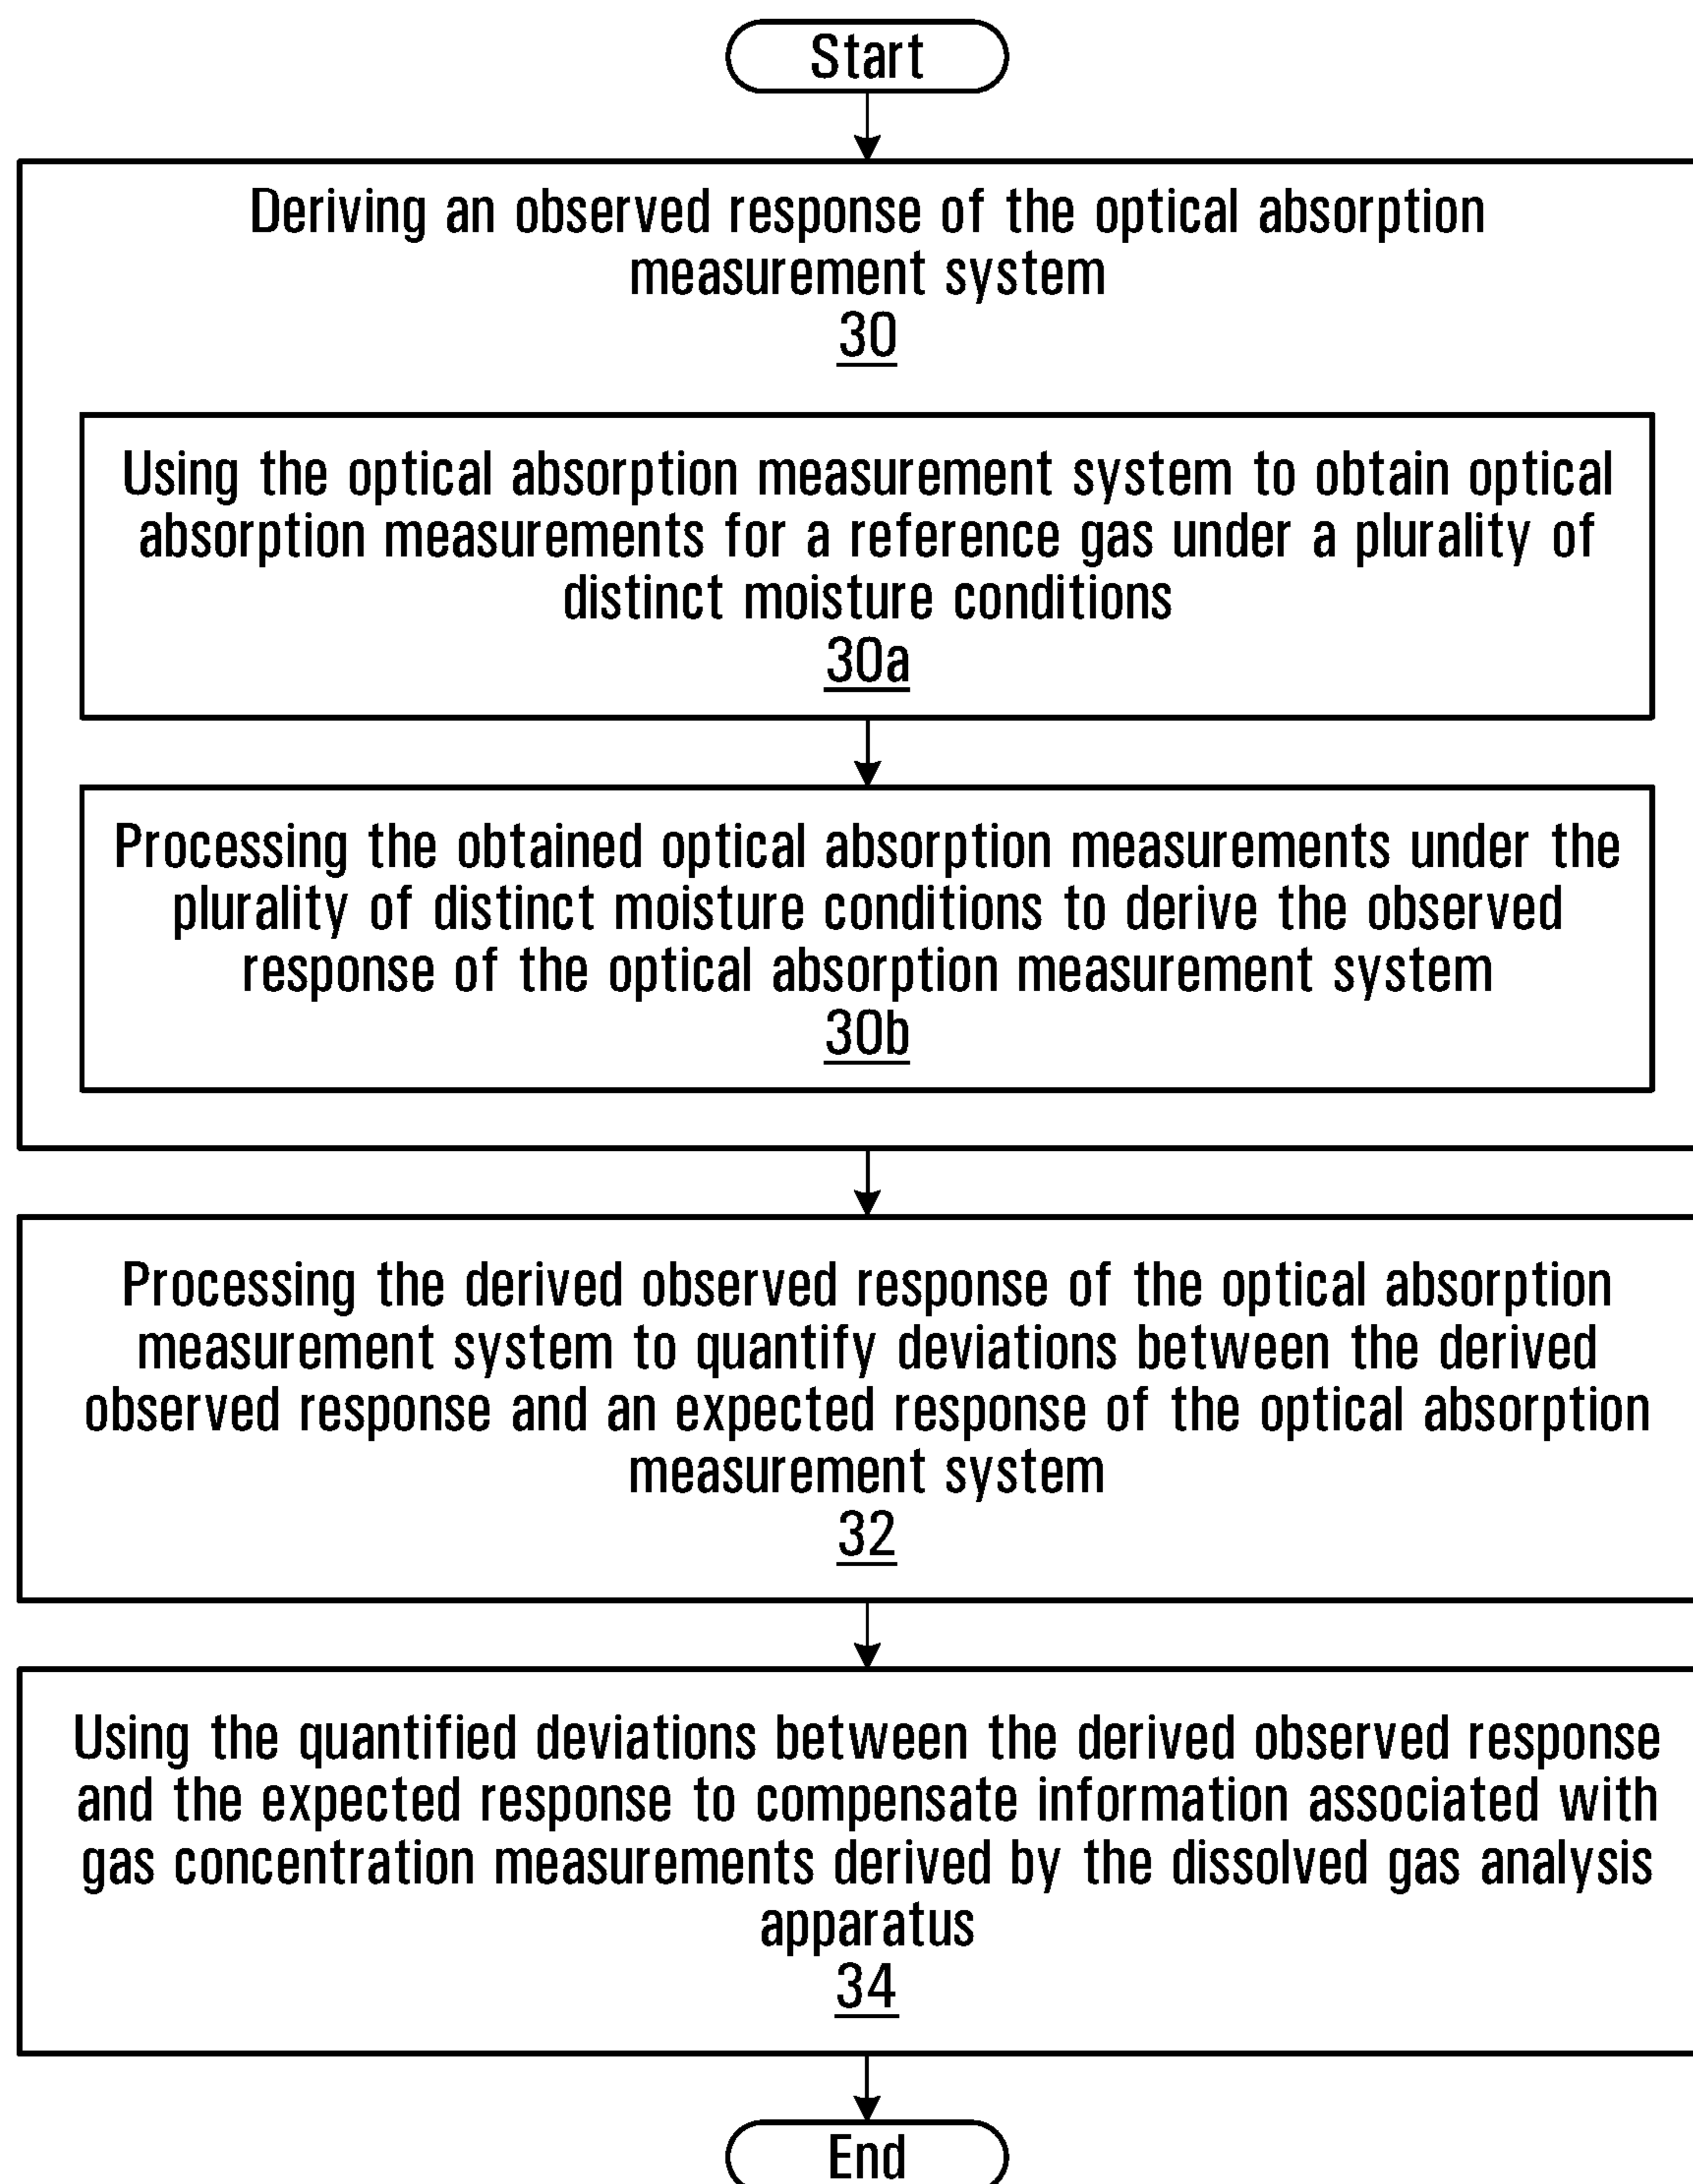 Start
Deriving an observed response of the optical absorption
measurement system
30
Using the optical absorption measurement system to obtain optical
absorption measurements for a reference gas under a plurality of
distinct moisture conditions
30a
Processing the obtained optical absorption measurements under the
plurality of distinct moisture conditions to derive the observed
response of the optical absorption measurement system
30b
Processing the derived observed response of the optical absorption
measurement system to quantify deviations between the derived
observed response and an expected response of the optical absorption
measurement system
32
Using the quantified deviations between the derived observed response
and the expected response to compensate information associated with
gas concentration measurements derived by the dissolved gas analysis
apparatus
34
End